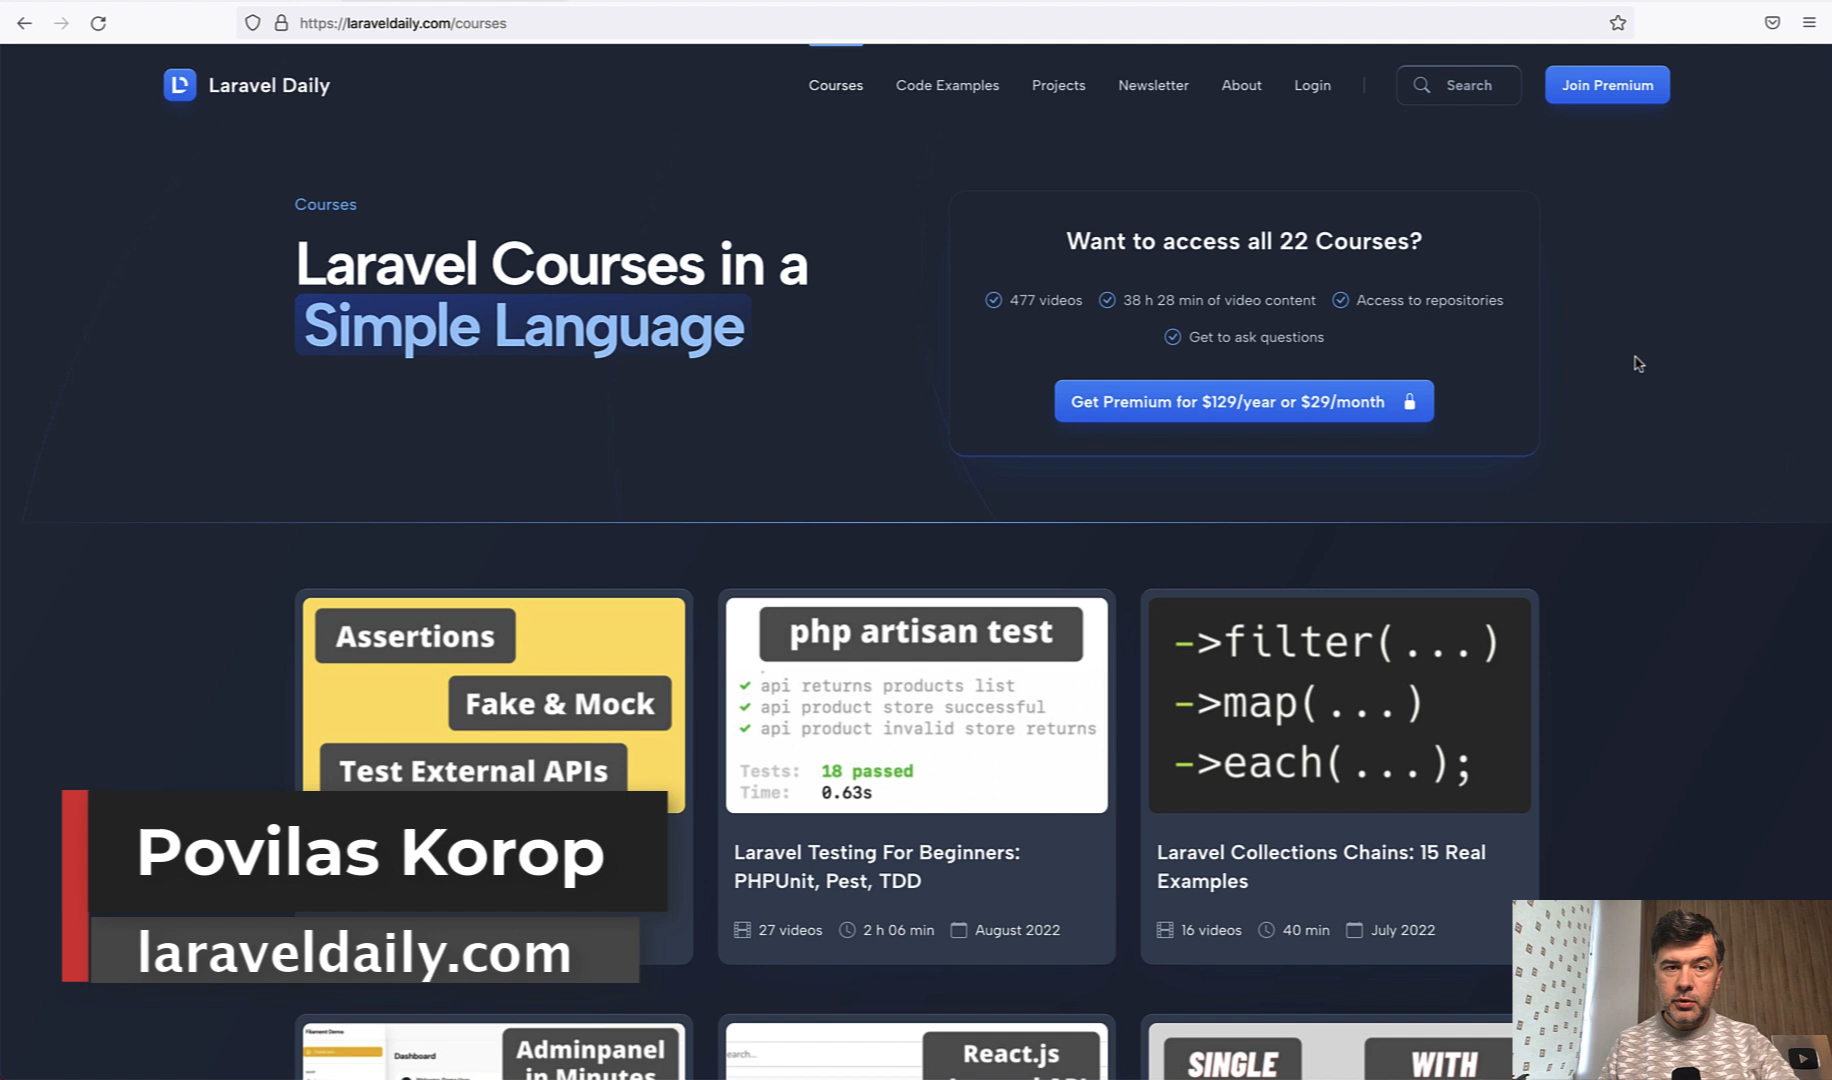 https://laraveldaily.com/courses
Laravel Daily
Courses
Code Examples
Projects
Newsletter
About
Login
Search
Join Premium
Courses
Laravel Courses in a
Simple Language
Want to access all 22 Courses?
477 videos
38 h 28 min of video content
Access to repositories
Get to ask questions
Get Premium for $129/year or $29/month
Assertions
Fake & Mock
Test External APIs
php artisan test
api returns products list
api product store successful
api product invalid store returns
Tests: 18 passed
Time: 0.63s
->filter(...)
->map(...)
->each(...);
Povilas Korop
laraveldaily.com
Laravel Testing For Beginners:
PHPUnit, Pest, TDD
27 videos
2 h 06 min
August 2022
Laravel Collections Chains: 15 Real
Examples
16 videos
40 min
July 2022
Filament Demo
Dashboard
Adminpanel
in Minutes
earch...
React.js
SINGLE
WITH